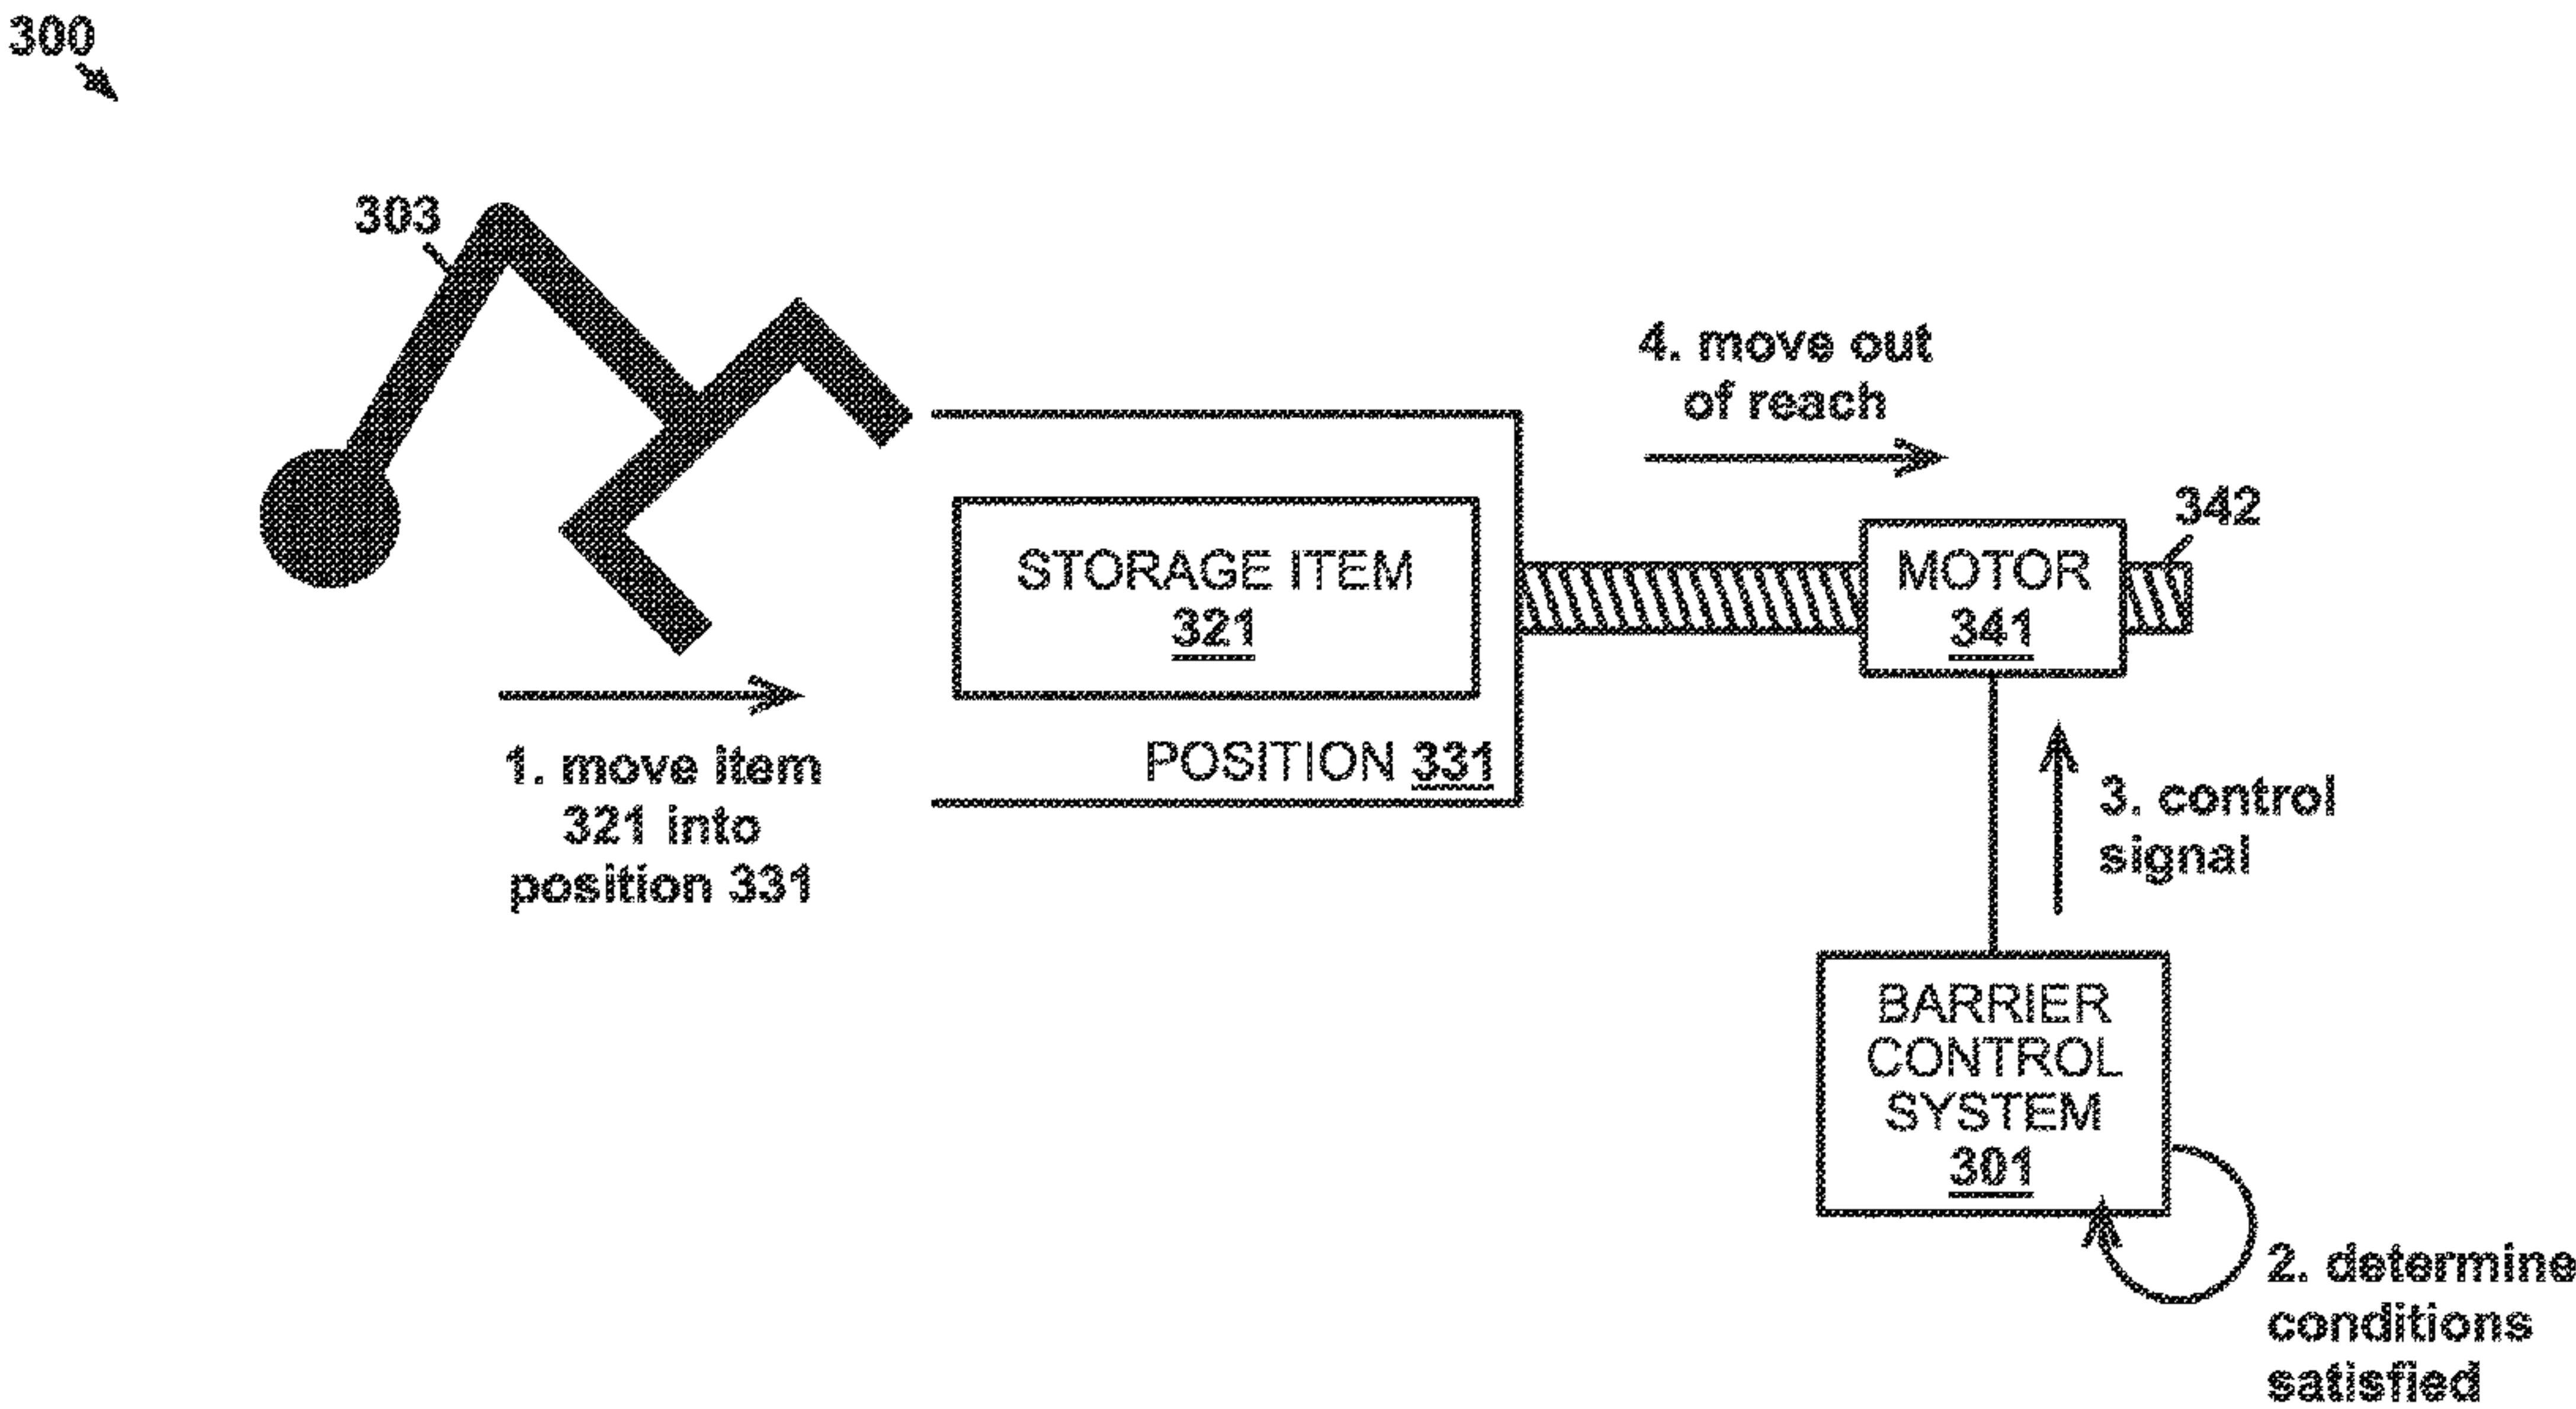 300
303
4. move out
of reach
342
STORAGE ITEM
321
MOTOR
341
POSITION 331
1. move item
321 into
position 331
3. control
signal
BARRIER
CONTROL
SYSTEM
301
2. determine
conditions
satisfied